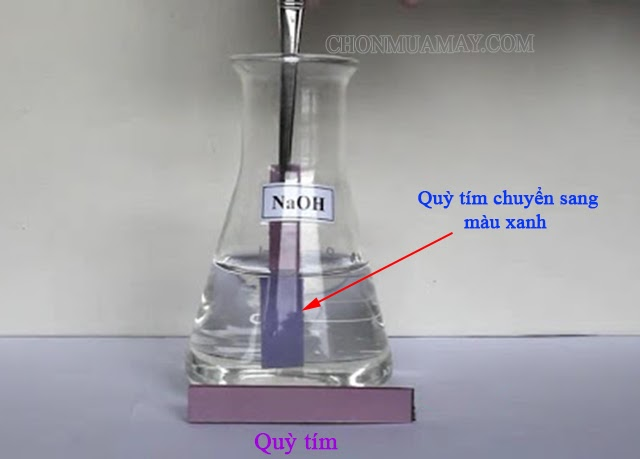 CHONMUAMAY.COM
NaOH
Quỳ tím chuyển sang
màu xanh
Quỳ tím